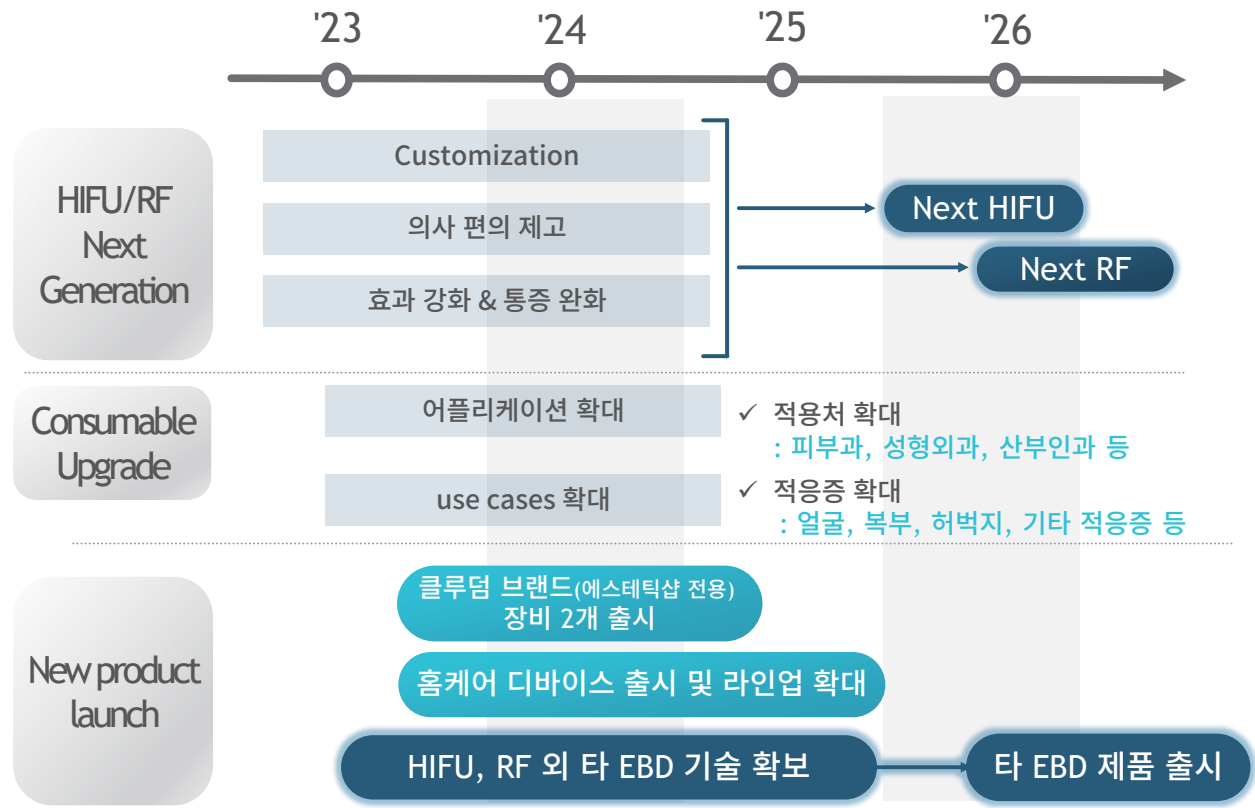 '23 '24 '25 '26
HIFU/RF
Next
Generation
Customization
의사 편의 제고
효과 강화 & 통증 완화
Next HIFU
Next RF
Consumable
Upgrade
어플리케이션 확대
✓ 적용처 확대
: 피부과, 성형외과, 산부인과 등
use cases 확대
✓ 적응증 확대
: 얼굴, 복부, 허벅지, 기타 적응증 등
New product
launch
클루덤 브랜드(에스테틱샵 전용)
장비 2개 출시
홈케어 디바이스 출시 및 라인업 확대
HIFU, RF 외 타 EBD 기술 확보
타 EBD 제품 출시